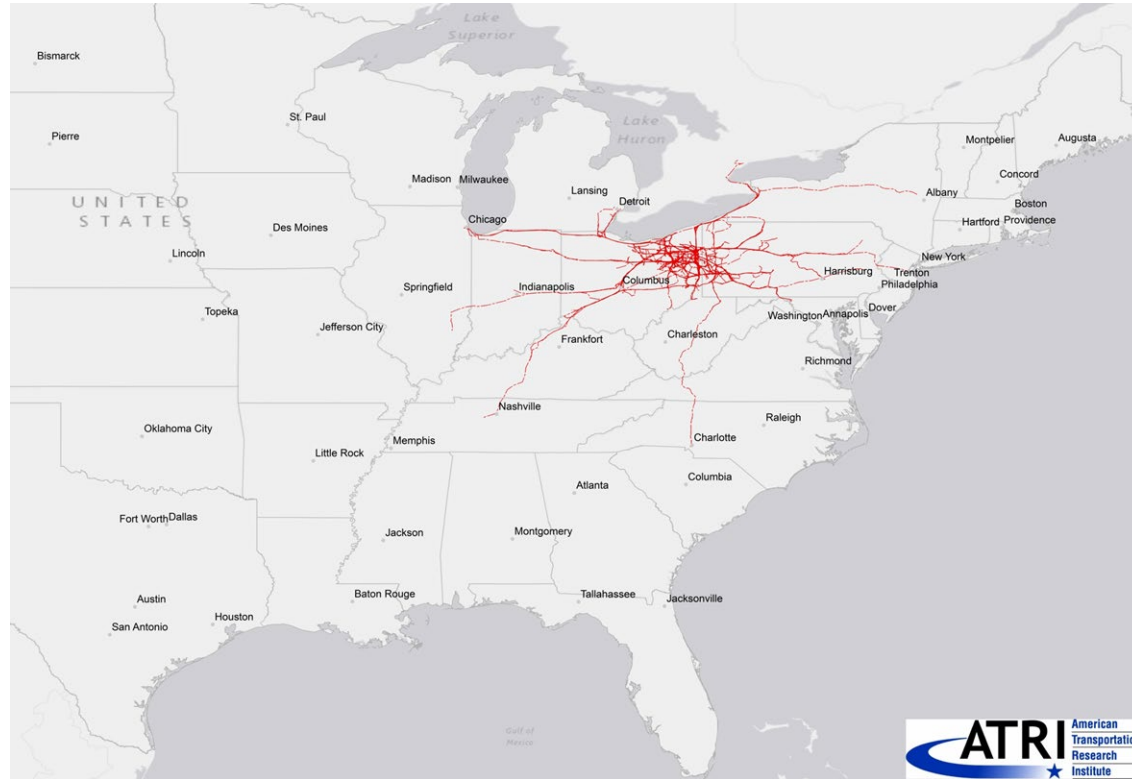 Lake
Superior
Bismarck
St. Paul
Pierre
Lake
Huron
Montpelier
Augusta
Madison
Milwaukee
Lansing
Detroit
Concord
Albany
Boston
Hartford
Providence
UNITED
STATES
Chicago
Des Moines
Lincoln
New York
Trenton
Harrisburg
Philadelphia
Springfield
Indianapolis
Columbus
Topeka
Jefferson City
Washington
Annapolis
Dover
Frankfort
Charleston
Richmond
Nashville
Raleigh
Oklahoma City
Memphis
Charlotte
Little Rock
Columbia
Atlanta
Fort Worth
Dallas
Jackson
Montgomery
Austin
Baton Rouge
Tallahassee
Jacksonville
Houston
San Antonio
Gulf of
Mexico
ATRI
American
Transportatio
Research
Institute